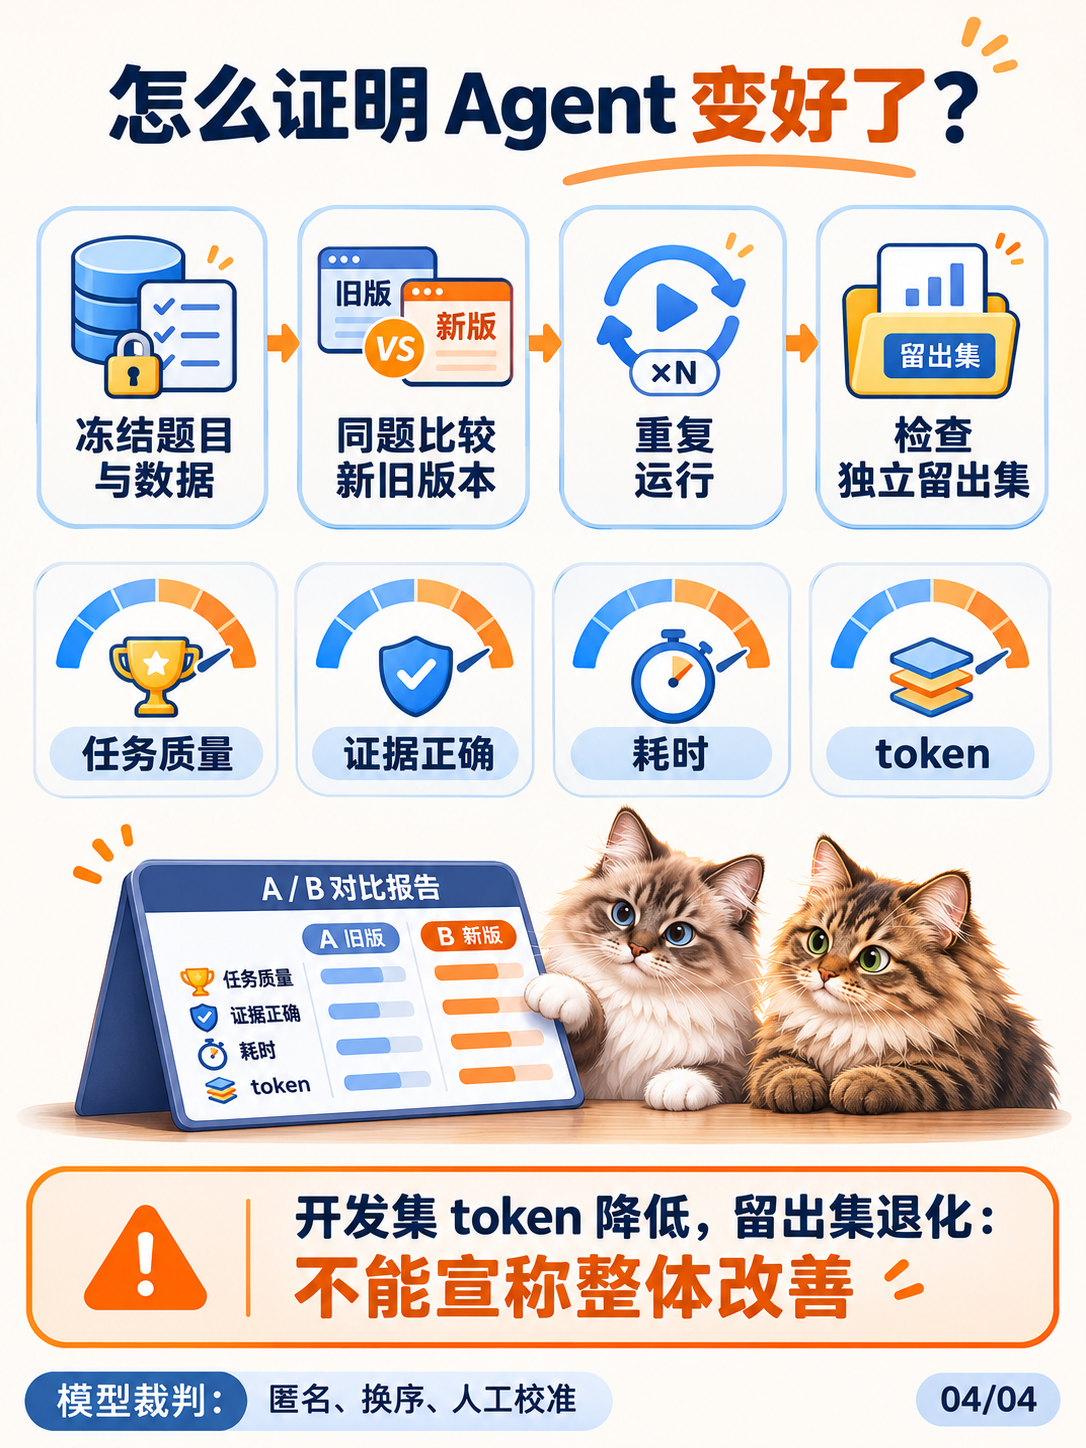 怎么证明 Agent 变好了?
旧版
VS
新版
×N
留出集
冻结题目
与数据
同题比较
新旧版本
重复
运行
检查
独立留出集
任务质量
证据正确
耗时
token
A / B 对比报告
A 旧版
B 新版
任务质量
证据正确
耗时
token
开发集 token 降低，留出集退化：
不能宣称整体改善
模型裁判：
匿名、换序、人工校准
04/04